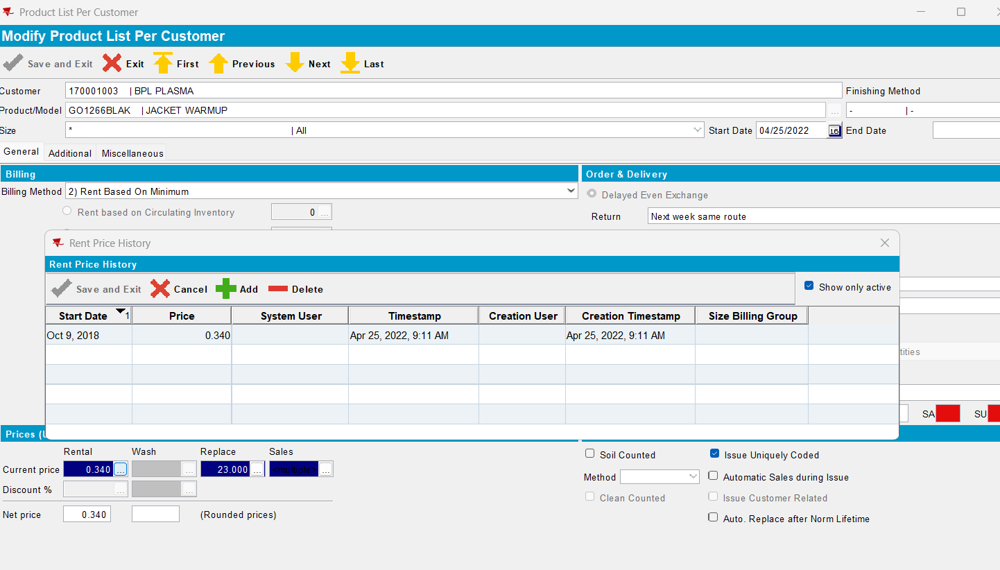 Product List Per Customer
Modify Product List Per Customer
Save and Exit Exit First Previous Next Last
Customer 170001003 | BPL PLASMA Finishing Method
Product/Model GO1266BLAK | JACKET WARMUP ... - | -
Size * | All Start Date 04/25/2022 16 End Date
General Additional Miscellaneous
Billing Order & Delivery
Billing Method 2) Rent Based On Minimum Delayed Even Exchange
Rent based on Circulating Inventory 0 ...
Return Next week same route
Rent Price History
Rent Price History
Save and Exit Cancel Add Delete Show only active
Start Date 1 Price System User Timestamp Creation User Creation Timestamp Size Billing Group
Oct 9, 2018 0.340 Apr 25, 2022, 9:11 AM Apr 25, 2022, 9:11 AM
tities
SA SU
Prices (
Rental Wash Replace Sales
Current price 0.340 ... ... 23.000 ... ...
Discount % ... ...
Net price 0.340 (Rounded prices)
Soil Counted Issue Uniquely Coded
Method Automatic Sales during Issue
Clean Counted Issue Customer Related
Auto. Replace after Norm Lifetime